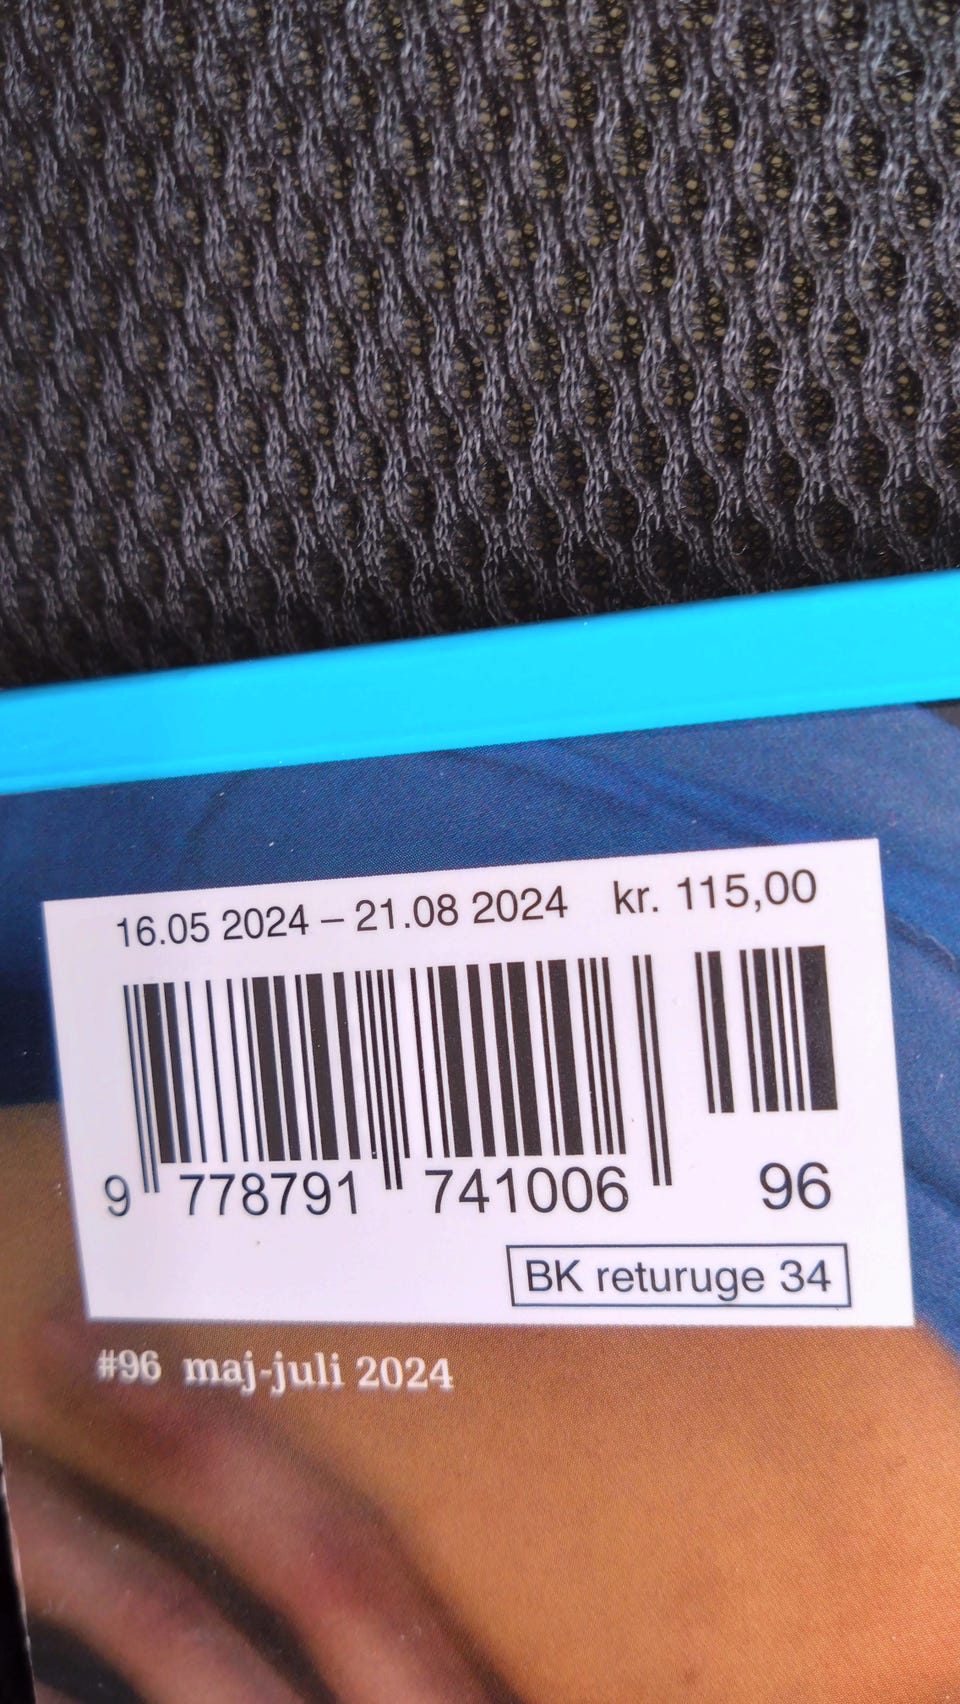 16.05 2024 – 21.08 2024 kr. 115,00
9 778791 741006 96
BK returuge 34
#96 maj-juli 2024